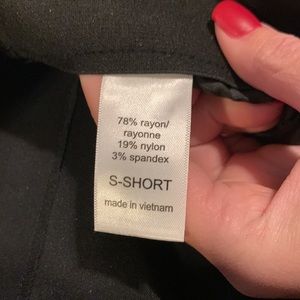 78% rayon/
rayonne
19% nylon
3% spandex
S-SHORT
made in vietnam